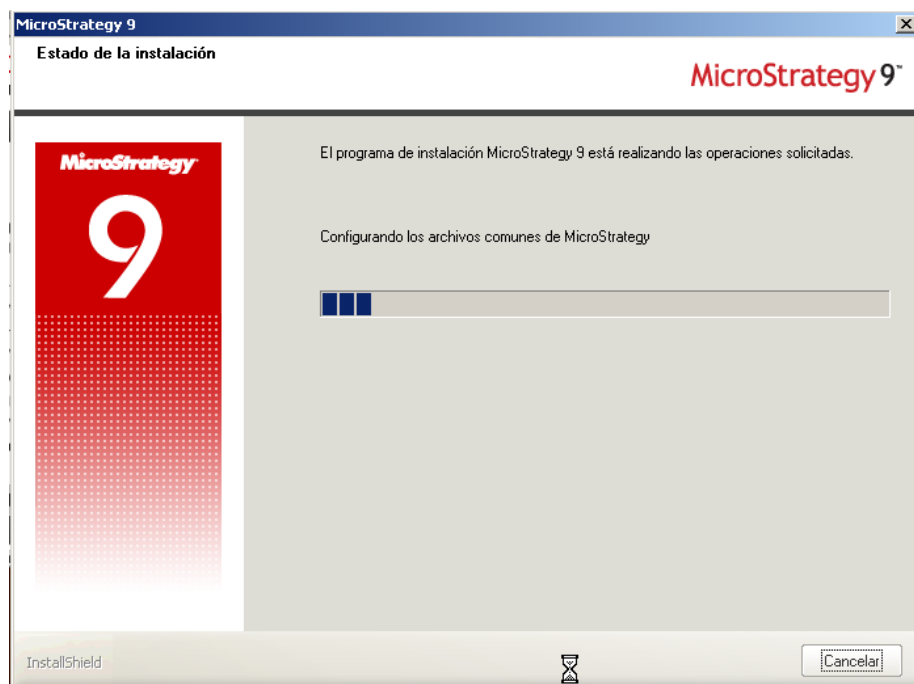 MicroStrategy 9
Estado de la instalación
MicroStrategy 9™
MicroStrategy
9
El programa de instalación MicroStrategy 9 está realizando las operaciones solicitadas.
Configurando los archivos comunes de MicroStrategy
InstallShield
Cancelar